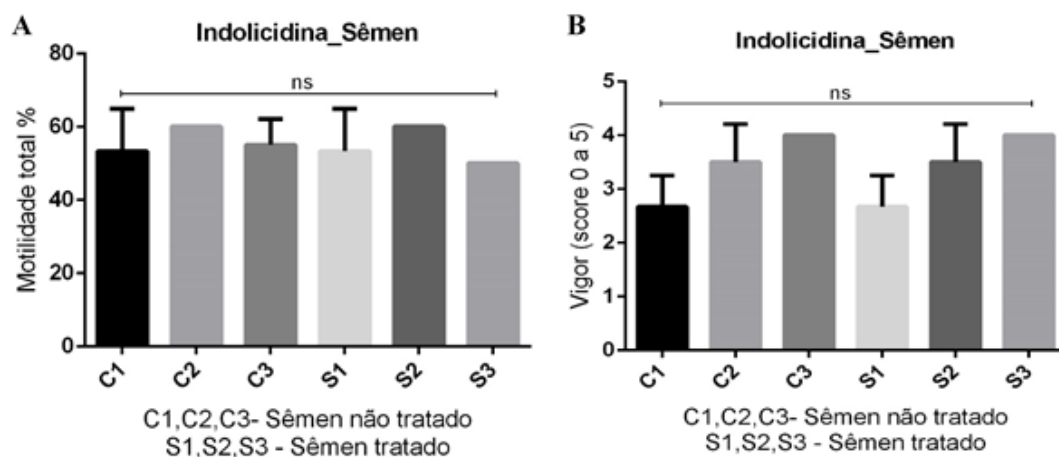 A
Indolicidina_Sêmen
Motilidade total %
80
60
40
20
0
ns
C1
C2
C3
S1
S2
S3
C1,C2,C3- Sêmen não tratado
S1,S2,S3 - Sêmen tratado
B
Indolicidina_Sêmen
Vigor (score 0 a 5)
5
4
3
2
1
0
ns
C1
C2
C3
S1
S2
S3
C1,C2,C3- Sêmen não tratado
S1,S2,S3 - Sêmen tratado